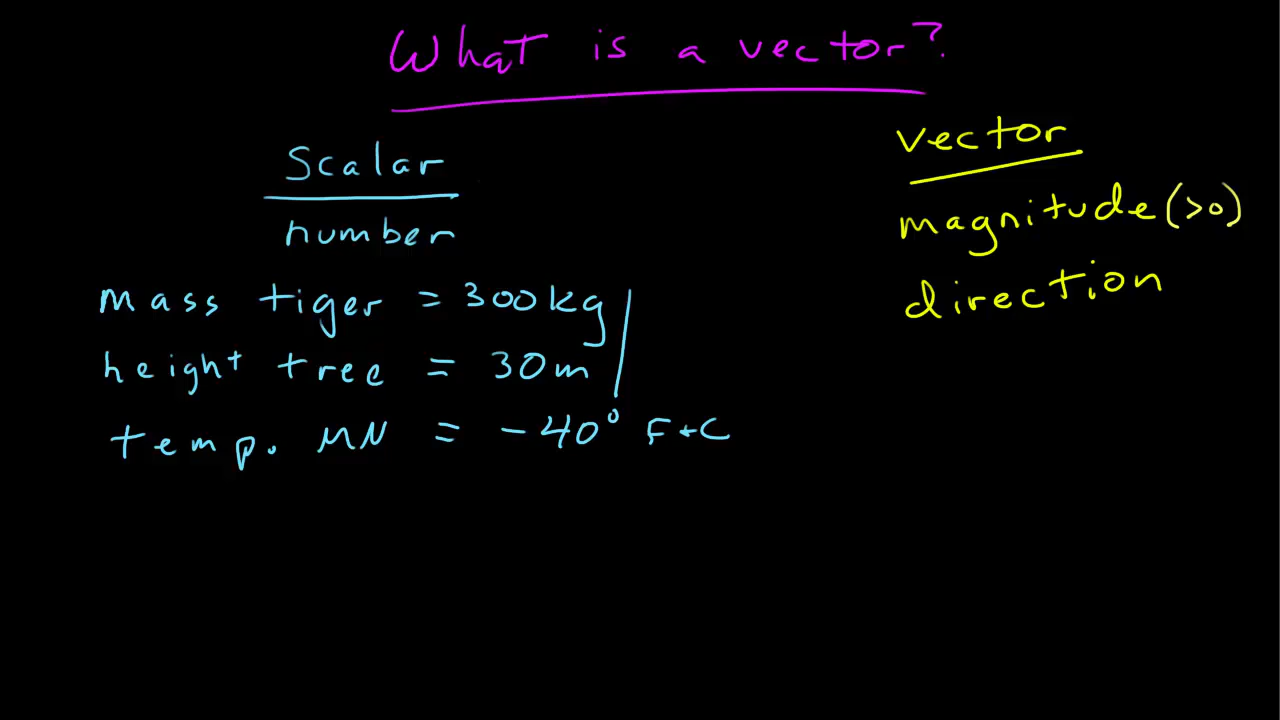 What is a vector?
Scalar
number
mass tiger = 300kg
height tree = 30m
temp. MN = -40° F+C
vector
magnitude (>0)
direction